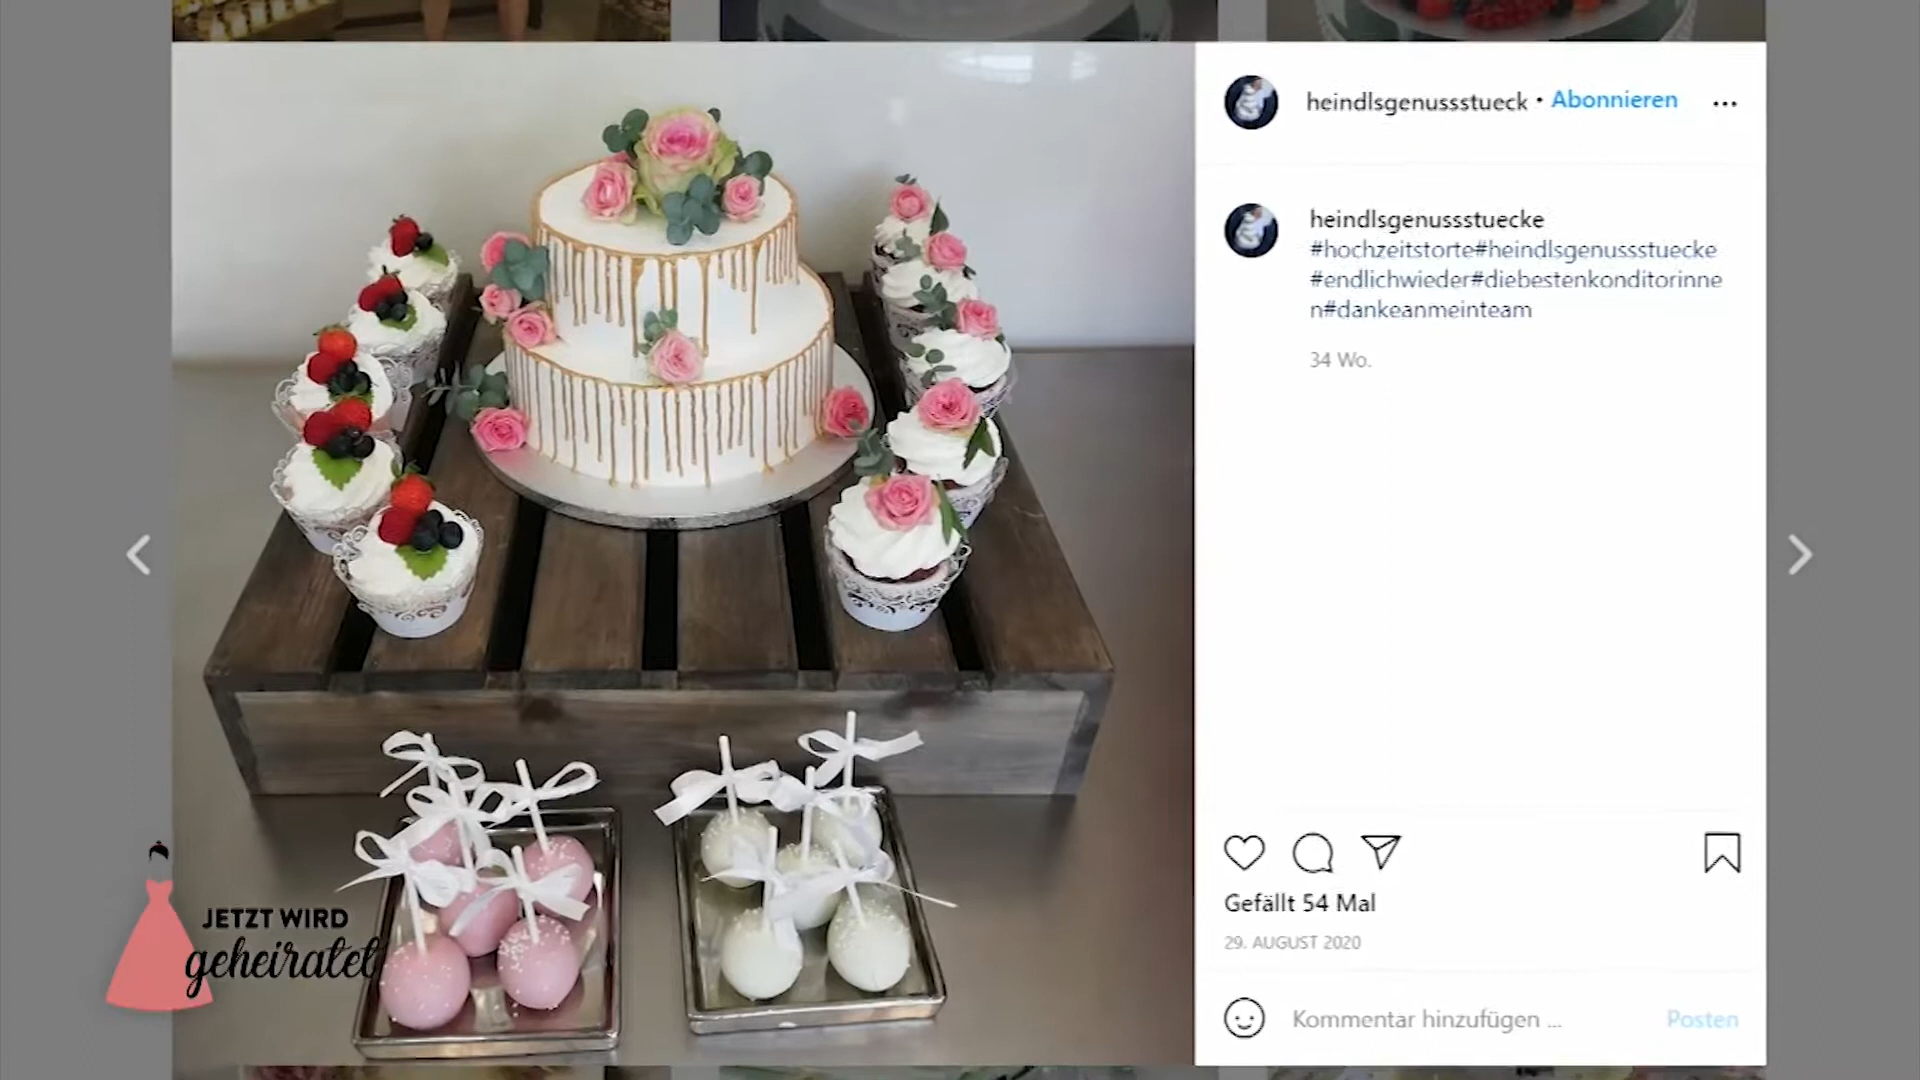 heindlsgenussstueck • Abonnieren ...
heindlsgenussstuecke
#hochzeitstorte#heindlsgenussstuecke
#endlichwieder#diebestenkonditorinne
n#dankeanmeinteam
34 Wo.
Gefällt 54 Mal
29. AUGUST 2020
Kommentar hinzufügen ... Posten
JETZT WIRD
geheiratet